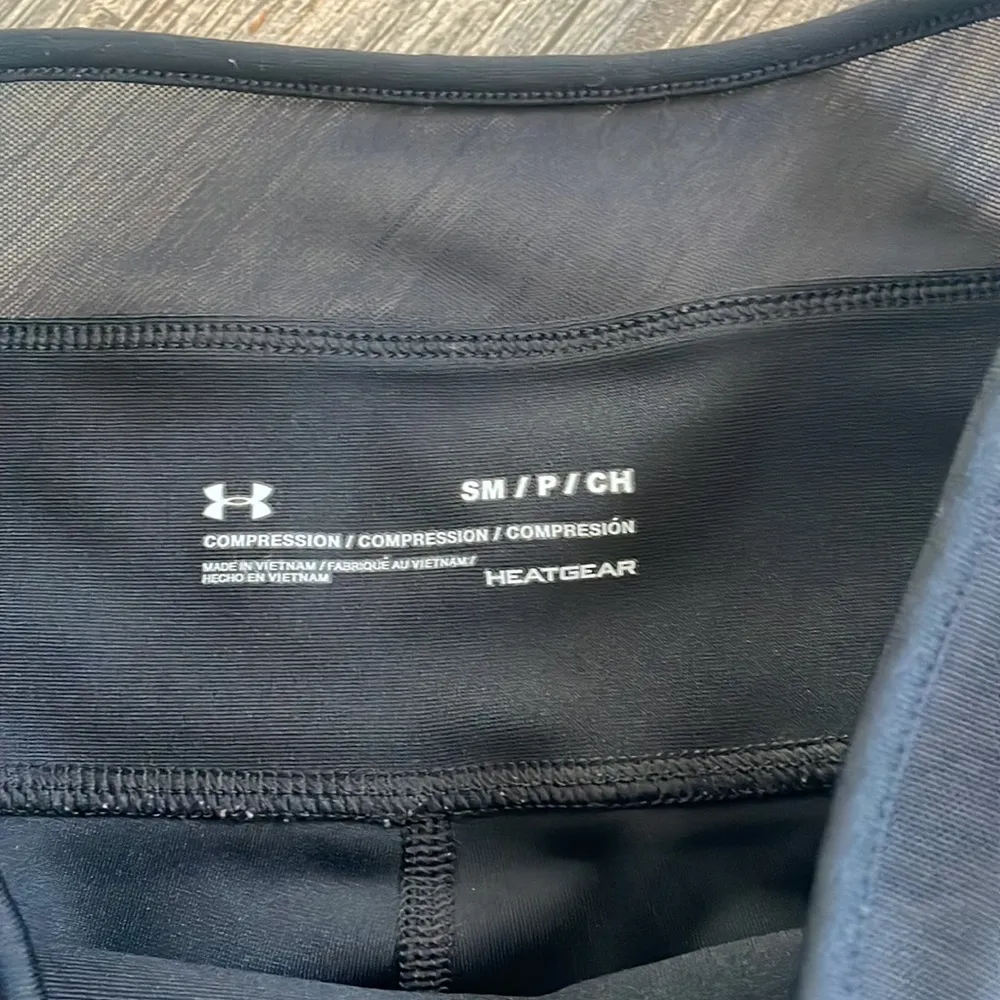 SM / P / CH
COMPRESSION / COMPRESSION / COMPRESIÓN
MADE IN VIETNAM / FABRIQUÉ AU VIETNAM /
HECHO EN VIETNAM
HEATGEAR